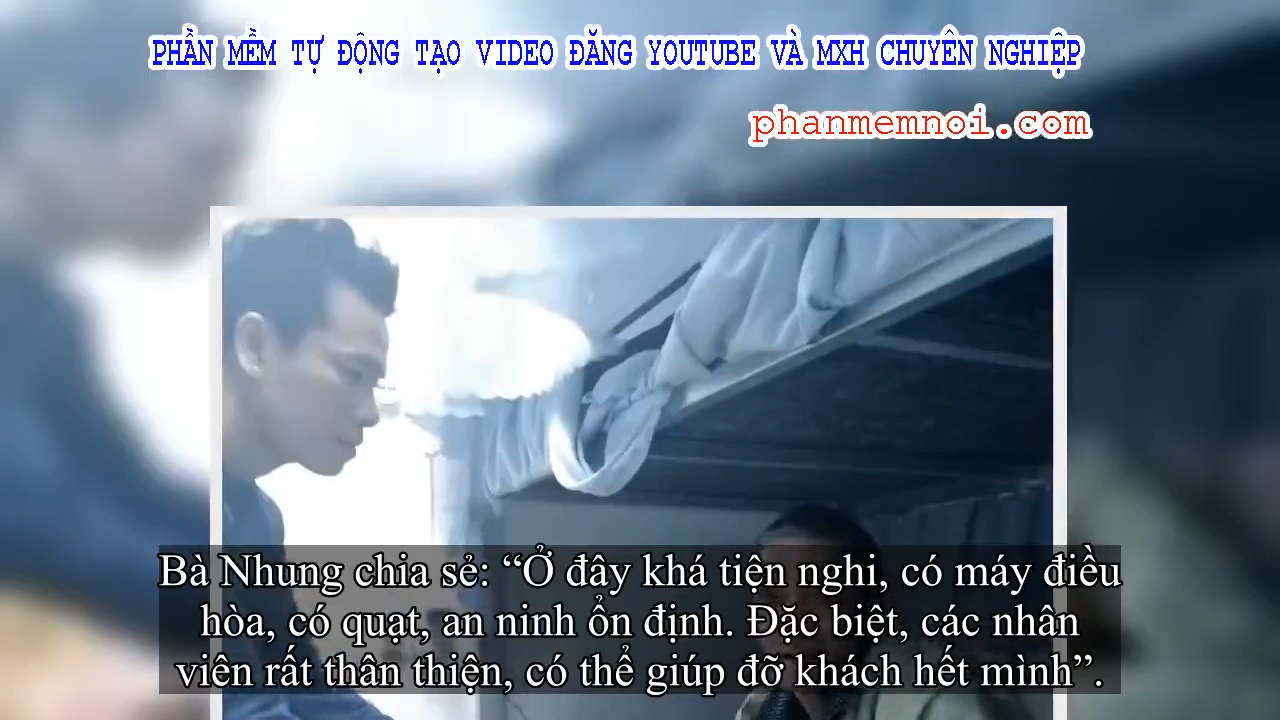 PHẦN MỀM TỰ ĐỘNG TẠO VIDEO ĐĂNG YOUTUBE VÀ MXH CHUYÊN NGHIỆP
phanmemnoi.com
Bà Nhung chia sẻ: “Ở đây khá tiện nghi, có máy điều
hòa, có quạt, an ninh ổn định. Đặc biệt, các nhân
viên rất thân thiện, có thể giúp đỡ khách hết mình”.